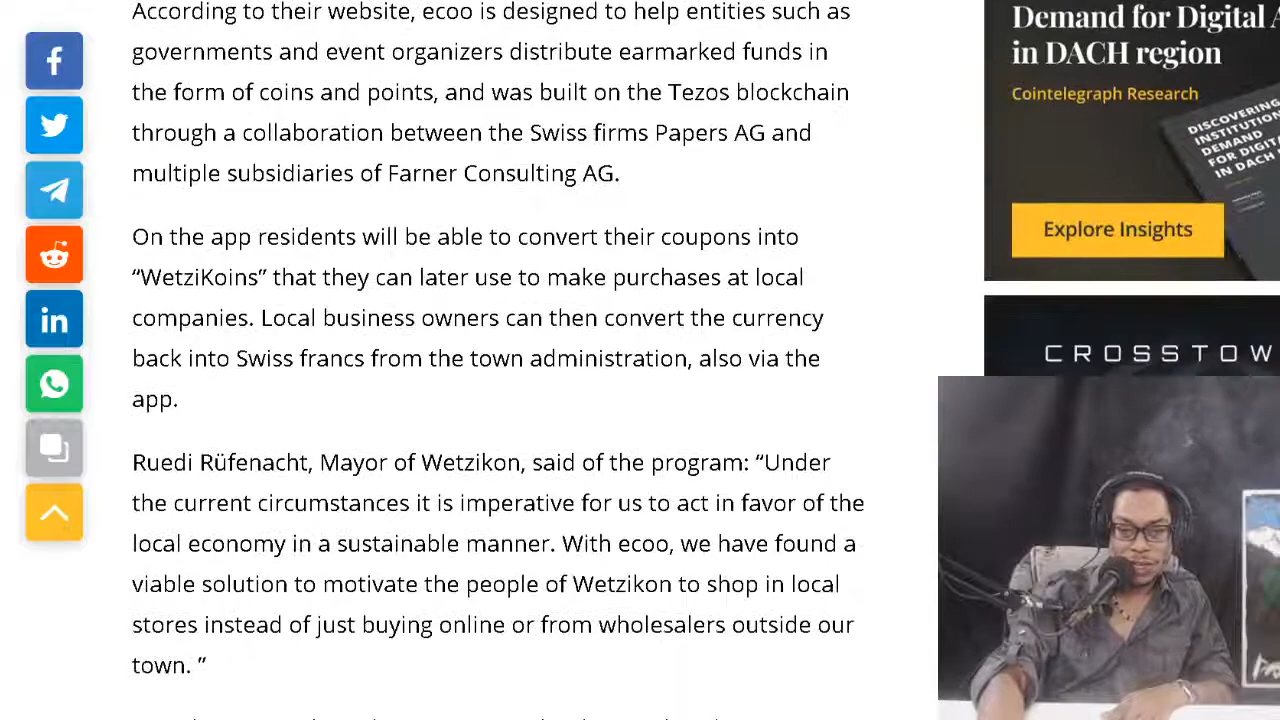 According to their website, ecoo is designed to help entities such as
governments and event organizers distribute earmarked funds in
the form of coins and points, and was built on the Tezos blockchain
through a collaboration between the Swiss firms Papers AG and
multiple subsidiaries of Farner Consulting AG.
On the app residents will be able to convert their coupons into
“WetziKoins” that they can later use to make purchases at local
companies. Local business owners can then convert the currency
back into Swiss francs from the town administration, also via the
app.
Ruedi Rüfenacht, Mayor of Wetzikon, said of the program: “Under
the current circumstances it is imperative for us to act in favor of the
local economy in a sustainable manner. With ecoo, we have found a
viable solution to motivate the people of Wetzikon to shop in local
stores instead of just buying online or from wholesalers outside our
town. ”
Demand for Digital A
in DACH region
Cointelegraph Research
DISCOVERING
INSTITUTION
DEMAND
FOR DIGIT
IN DACH
Explore Insights
CROSSTOW